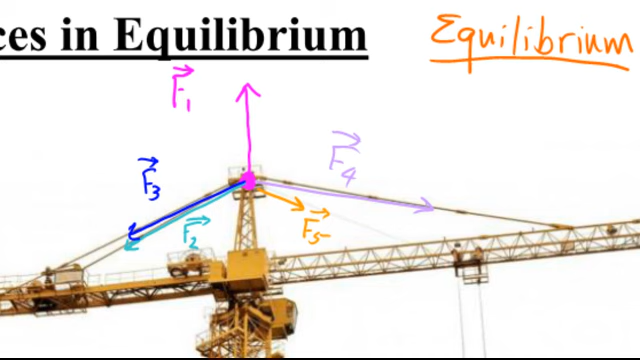 ces in Equilibrium
Equilibrium
F₁
F₄
F₃
F₂
F₅